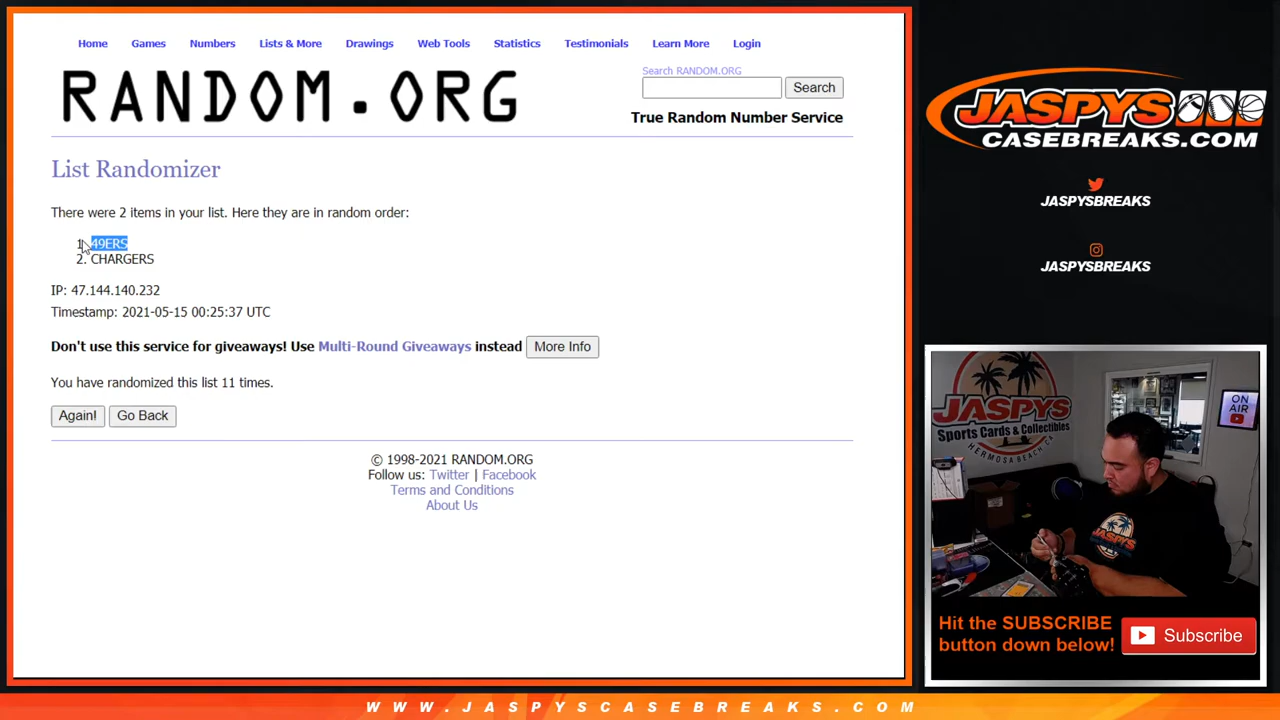 Home Games Numbers Lists & More Drawings Web Tools Statistics Testimonials Learn More Login
RANDOM.ORG
Search RANDOM.ORG
Search
True Random Number Service
List Randomizer
There were 2 items in your list. Here they are in random order:
1. 49ERS
2. CHARGERS
IP: 47.144.140.232
Timestamp: 2021-05-15 00:25:37 UTC
Don't use this service for giveaways! Use Multi-Round Giveaways instead More Info
You have randomized this list 11 times.
Again! Go Back
© 1998-2021 RANDOM.ORG
Follow us: Twitter | Facebook
Terms and Conditions
About Us
JASPYS
CASEBREAKS.COM
JASPYSBREAKS
JASPYSBREAKS
JASPYS
Sports Cards & Collectibles
HERMOSA BEACH CA
ON
AIR
JASPYS
Hit the SUBSCRIBE
button down below!
Subscribe
WWW.JASPYSCASEBREAKS.COM